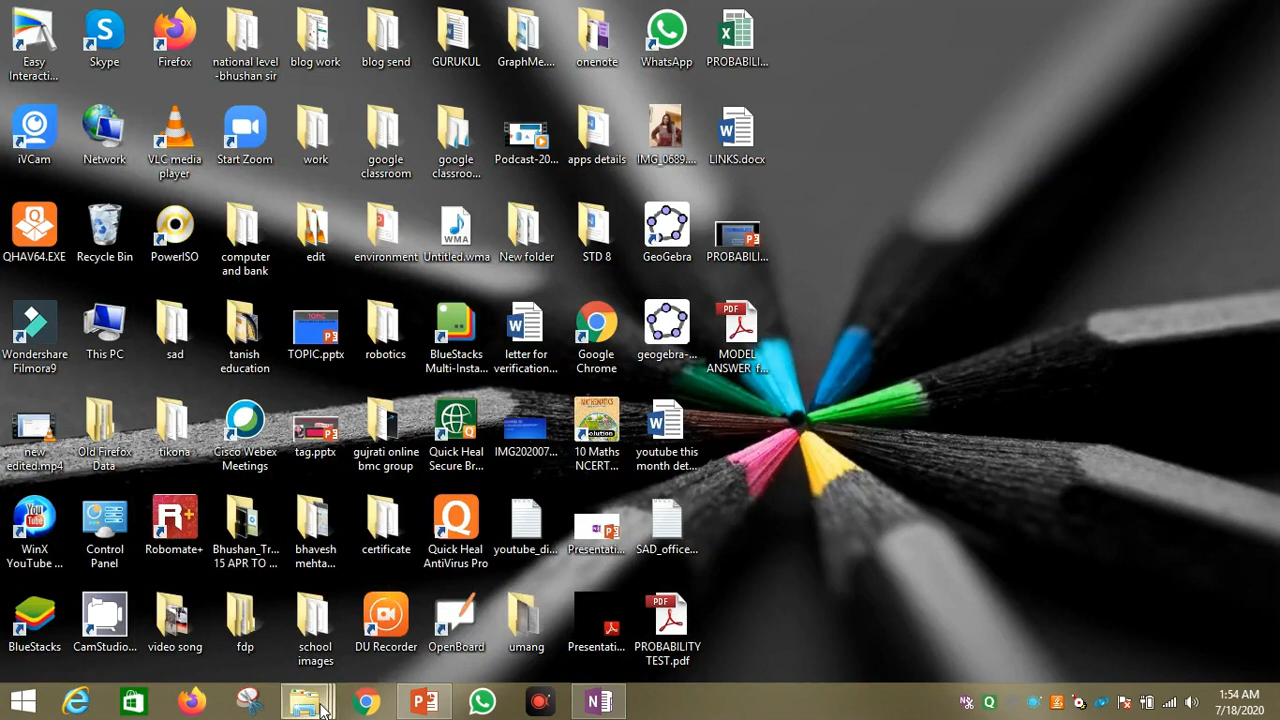 Easy
Interacti...
Skype
Firefox
national level
-bhushan sir
blog work
blog send
GURUKUL
GraphMe...
onenote
WhatsApp
PROBABILI...
iVCam
Network
VLC media
player
Start Zoom
work
google
classroom
google
classroo...
Podcast-20...
apps details
IMG_0689....
LINKS.docx
QHAV64.EXE
Recycle Bin
PowerISO
computer
and bank
edit
environment
Untitled.wma
New folder
STD 8
GeoGebra
PROBABILI...
Wondershare
Filmora9
This PC
sad
tanish
education
TOPIC.pptx
robotics
BlueStacks
Multi-Insta...
letter for
verification...
Google
Chrome
geogebra-...
MODEL
ANSWER_f...
new
edited.mp4
Old Firefox
Data
tikona
Cisco Webex
Meetings
tag.pptx
gujrati online
bmc group
Quick Heal
Secure Br...
IMG202007...
10 Maths
NCERT...
youtube this
month det...
WinX
YouTube ...
Control
Panel
Robomate+
Bhushan_Tr...
15 APR TO ...
bhavesh
mehta...
certificate
Quick Heal
AntiVirus Pro
youtube_di...
Presentati...
SAD_office...
BlueStacks
CamStudio...
video song
fdp
school
images
DU Recorder
OpenBoard
umang
Presentati...
PROBABILITY
TEST.pdf
1:54 AM
7/18/2020